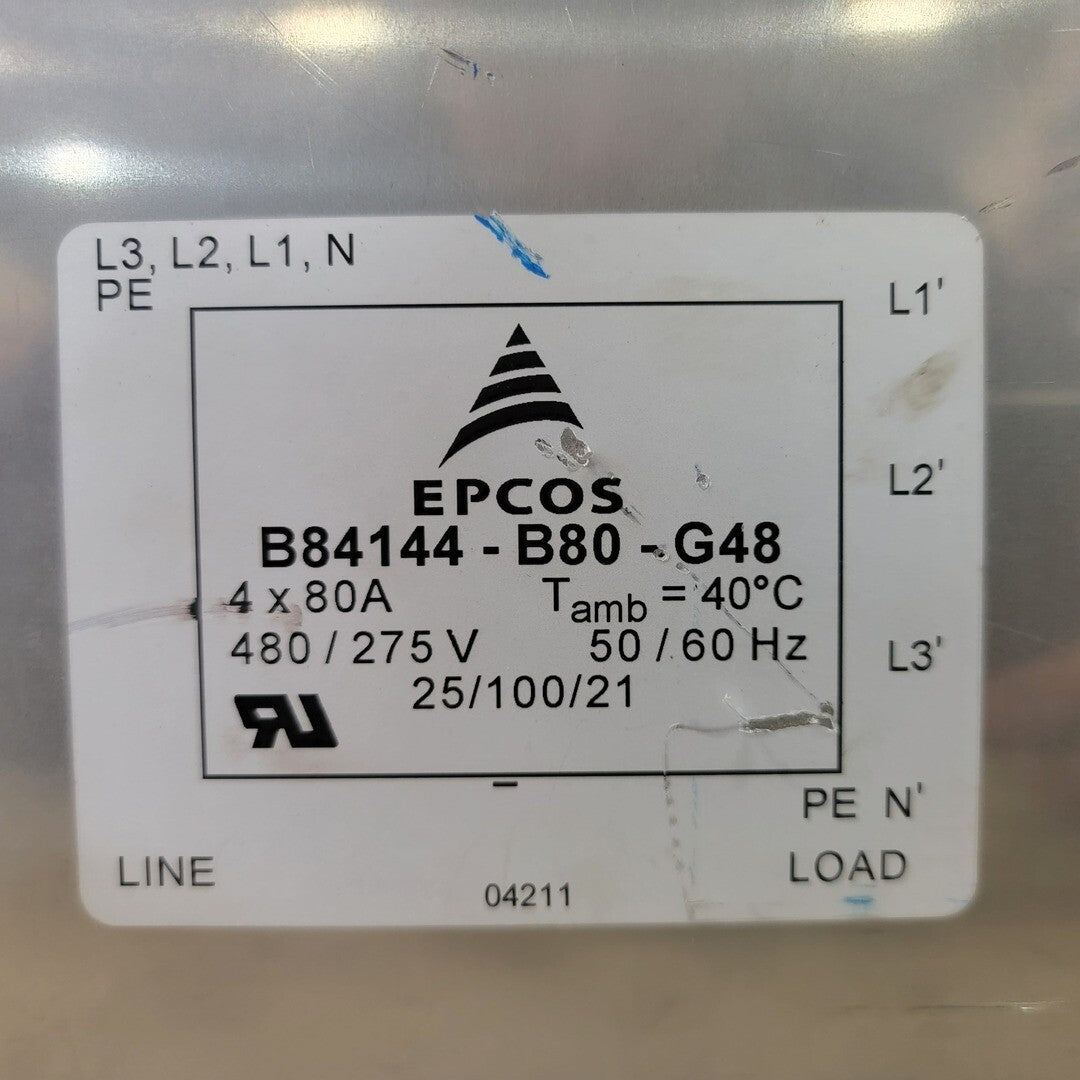 L3, L2, L1, N
PE
L1'
EPCOS
L2'
B84144 - B80 - G48
4 x 80A Tamb = 40°C
480 / 275 V 50 / 60 Hz
L3'
25/100/21
RU
PE N'
LINE
LOAD
04211